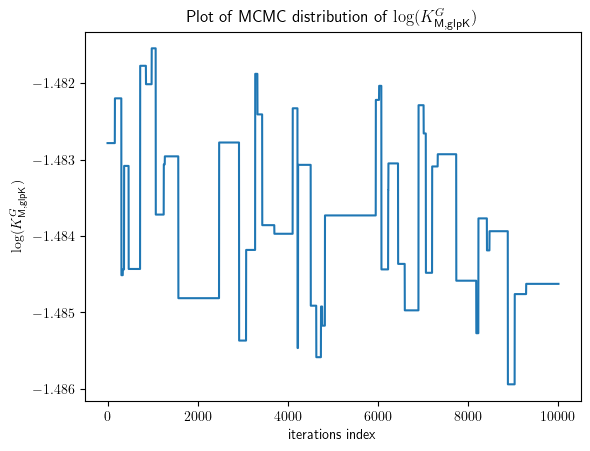 Plot of MCMC distribution of log(K^G_{M,glpK})
log(K^G_{M,glpK})
−1.482
−1.483
−1.484
−1.485
−1.486
0 2000 4000 6000 8000 10000
iterations index